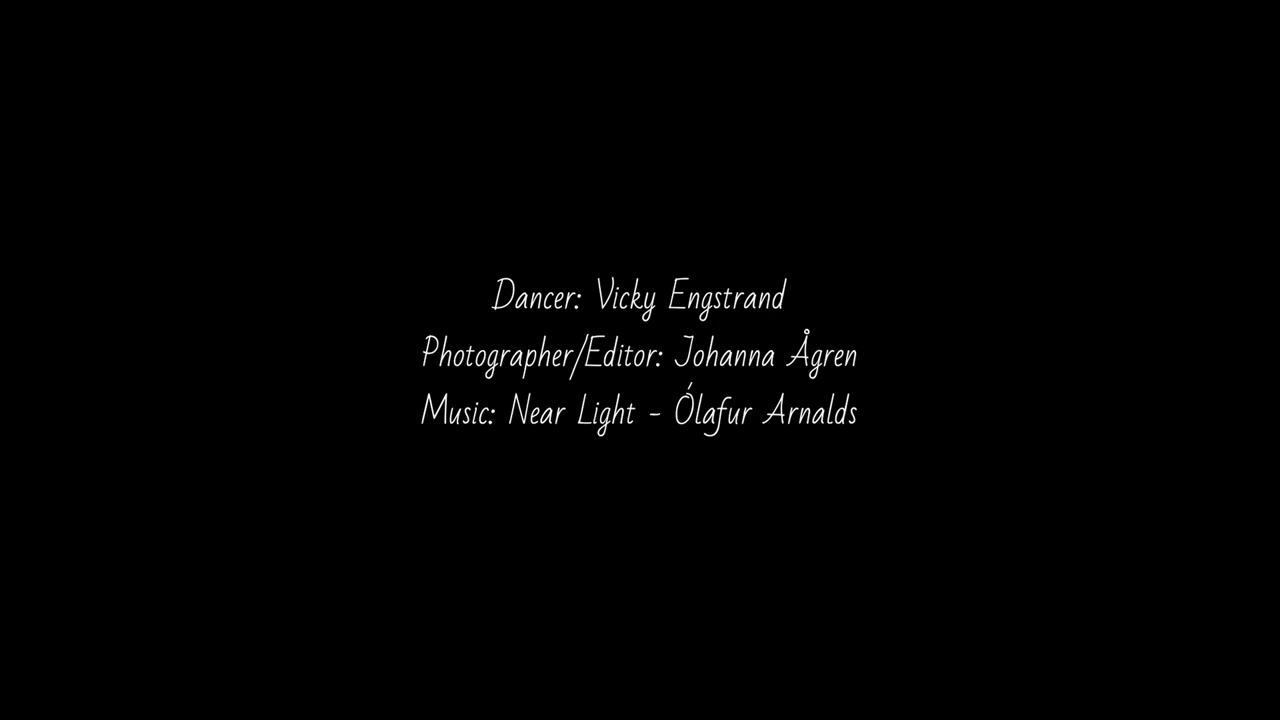 Dancer: Vicky Engstrand
Photographer/Editor: Johanna Ågren
Music: Near Light - Ólafur Arnalds